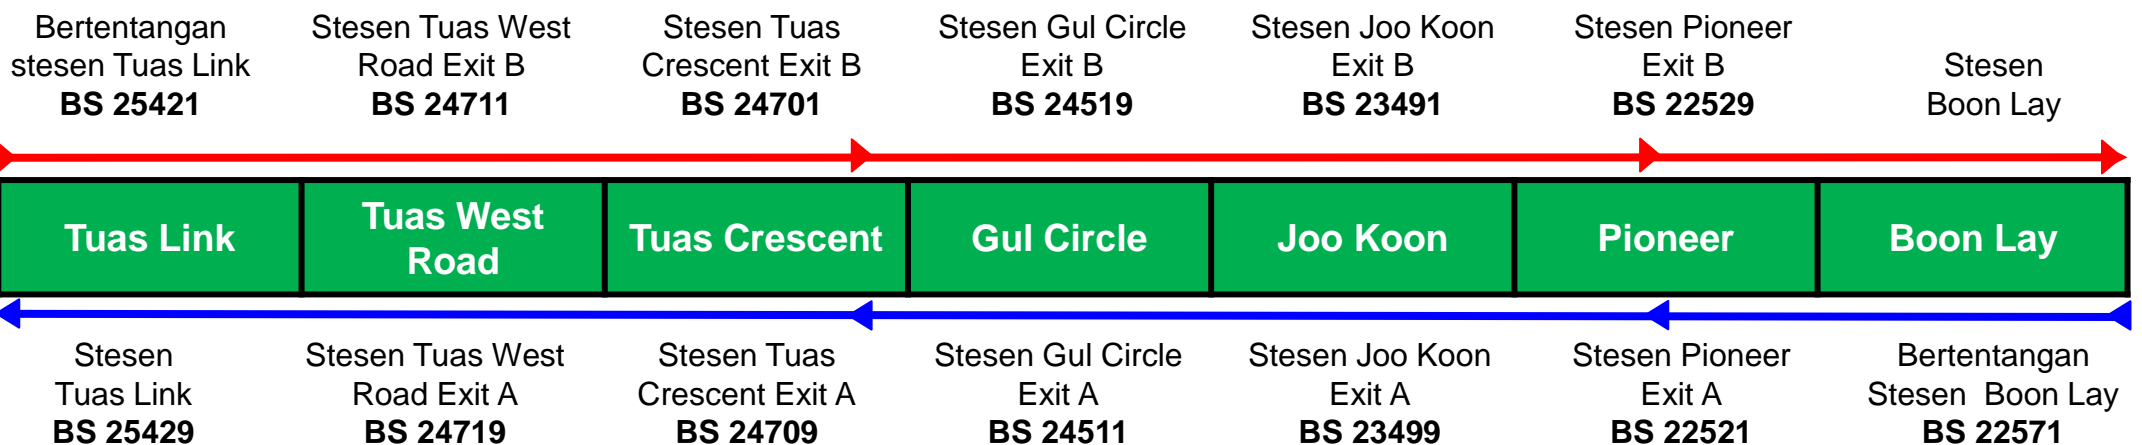 Bertentangan
stesen Tuas Link
BS 25421
Stesen Tuas West
Road Exit B
BS 24711
Stesen Tuas
Crescent Exit B
BS 24701
Stesen Gul Circle
Exit B
BS 24519
Stesen Joo Koon
Exit B
BS 23491
Stesen Pioneer
Exit B
BS 22529
Stesen
Boon Lay
Tuas Link
Tuas West
Road
Tuas Crescent
Gul Circle
Joo Koon
Pioneer
Boon Lay
Stesen
Tuas Link
BS 25429
Stesen Tuas West
Road Exit A
BS 24719
Stesen Tuas
Crescent Exit A
BS 24709
Stesen Gul Circle
Exit A
BS 24511
Stesen Joo Koon
Exit A
BS 23499
Stesen Pioneer
Exit A
BS 22521
Bertentangan
Stesen Boon Lay
BS 22571